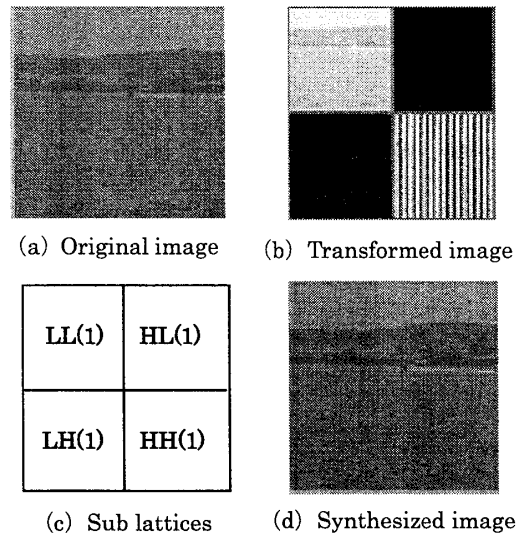 (a) Original image
(b) Transformed image
LL(1) HL(1)
LH(1) HH(1)
(c) Sub lattices
(d) Synthesized image